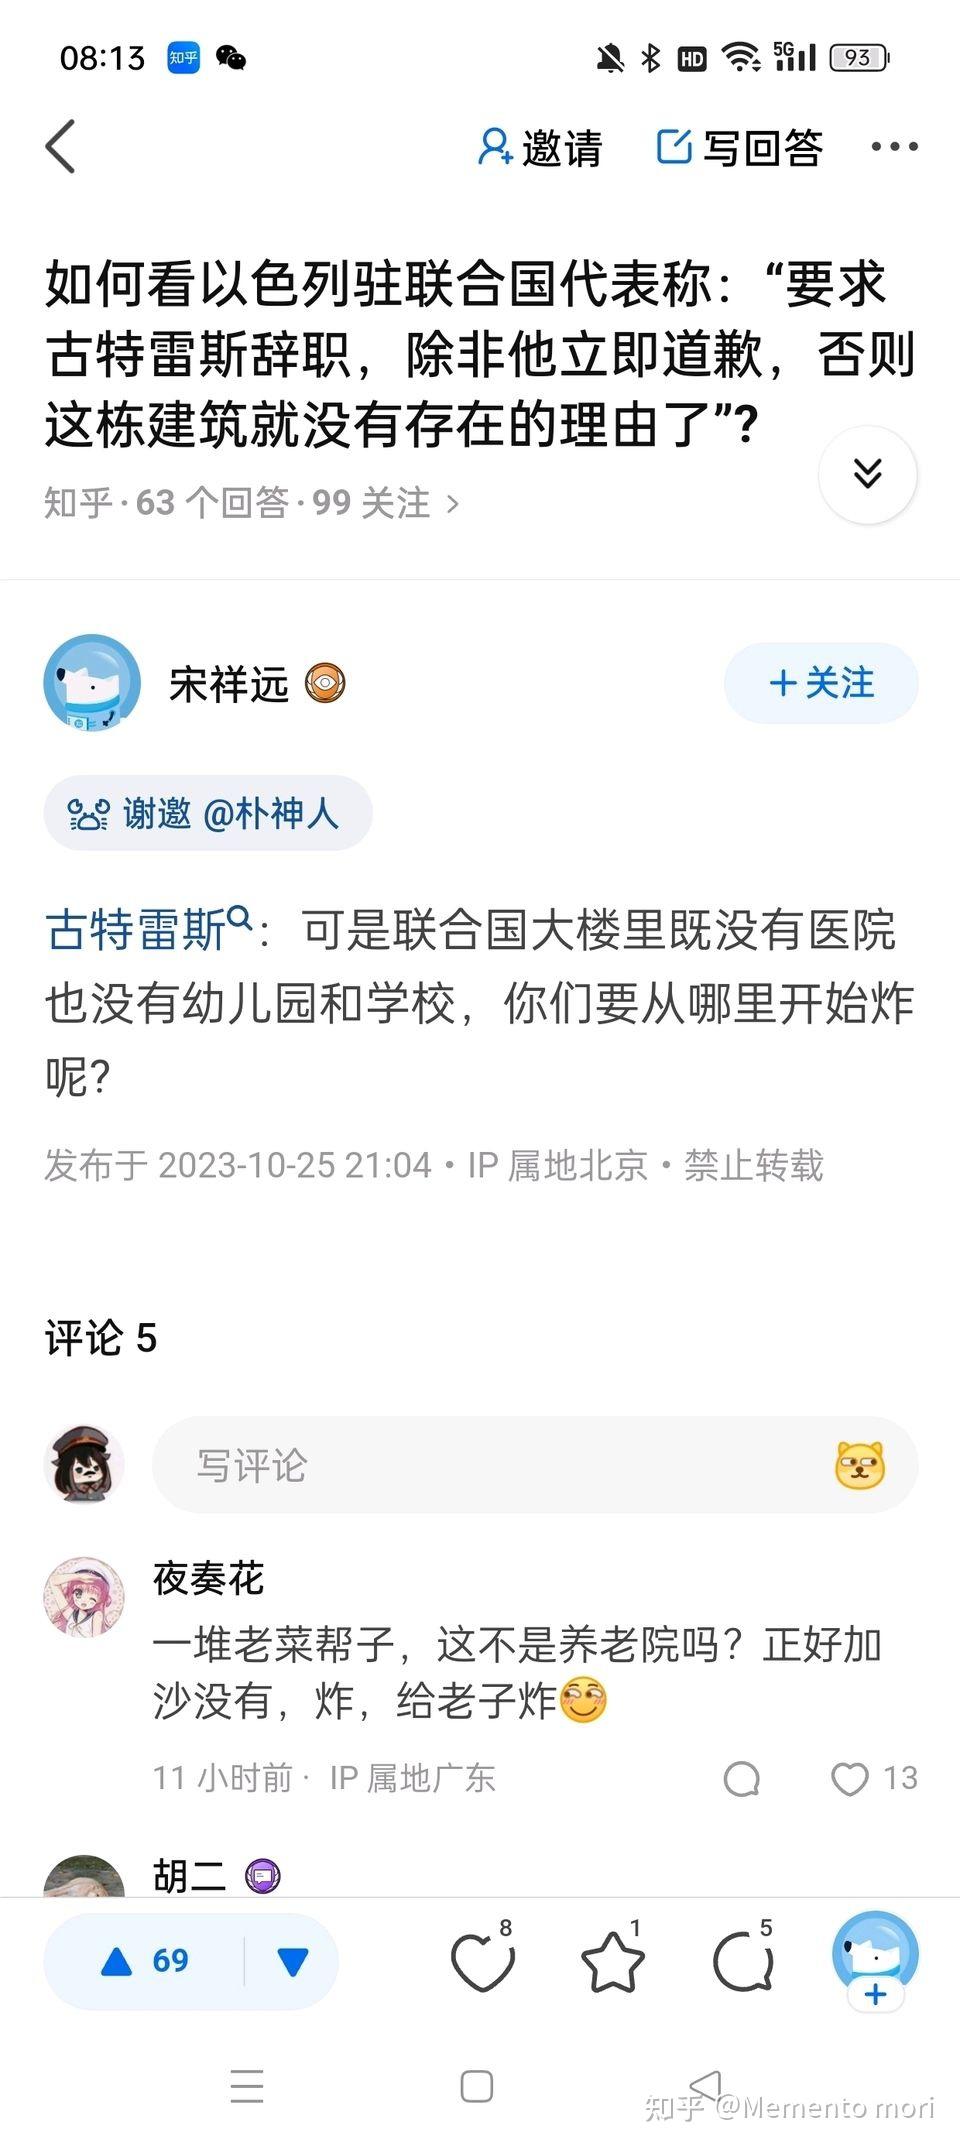 08:13 知乎 HD 5G 93
邀请 写回答
如何看以色列驻联合国代表称：“要求
古特雷斯辞职，除非他立即道歉，否则
这栋建筑就没有存在的理由了”？
知乎·63 个回答·99 关注 >
宋祥远 +关注
谢邀 @朴神人
古特雷斯：可是联合国大楼里既没有医院
也没有幼儿园和学校，你们要从哪里开始炸
呢？
发布于 2023-10-25 21:04 · IP 属地北京 · 禁止转载
评论 5
写评论
夜奏花
一堆老菜帮子，这不是养老院吗？正好加
沙没有，炸，给老子炸
11 小时前 · IP 属地广东 13
胡二
69 8 1 5
知乎 @Memento mori